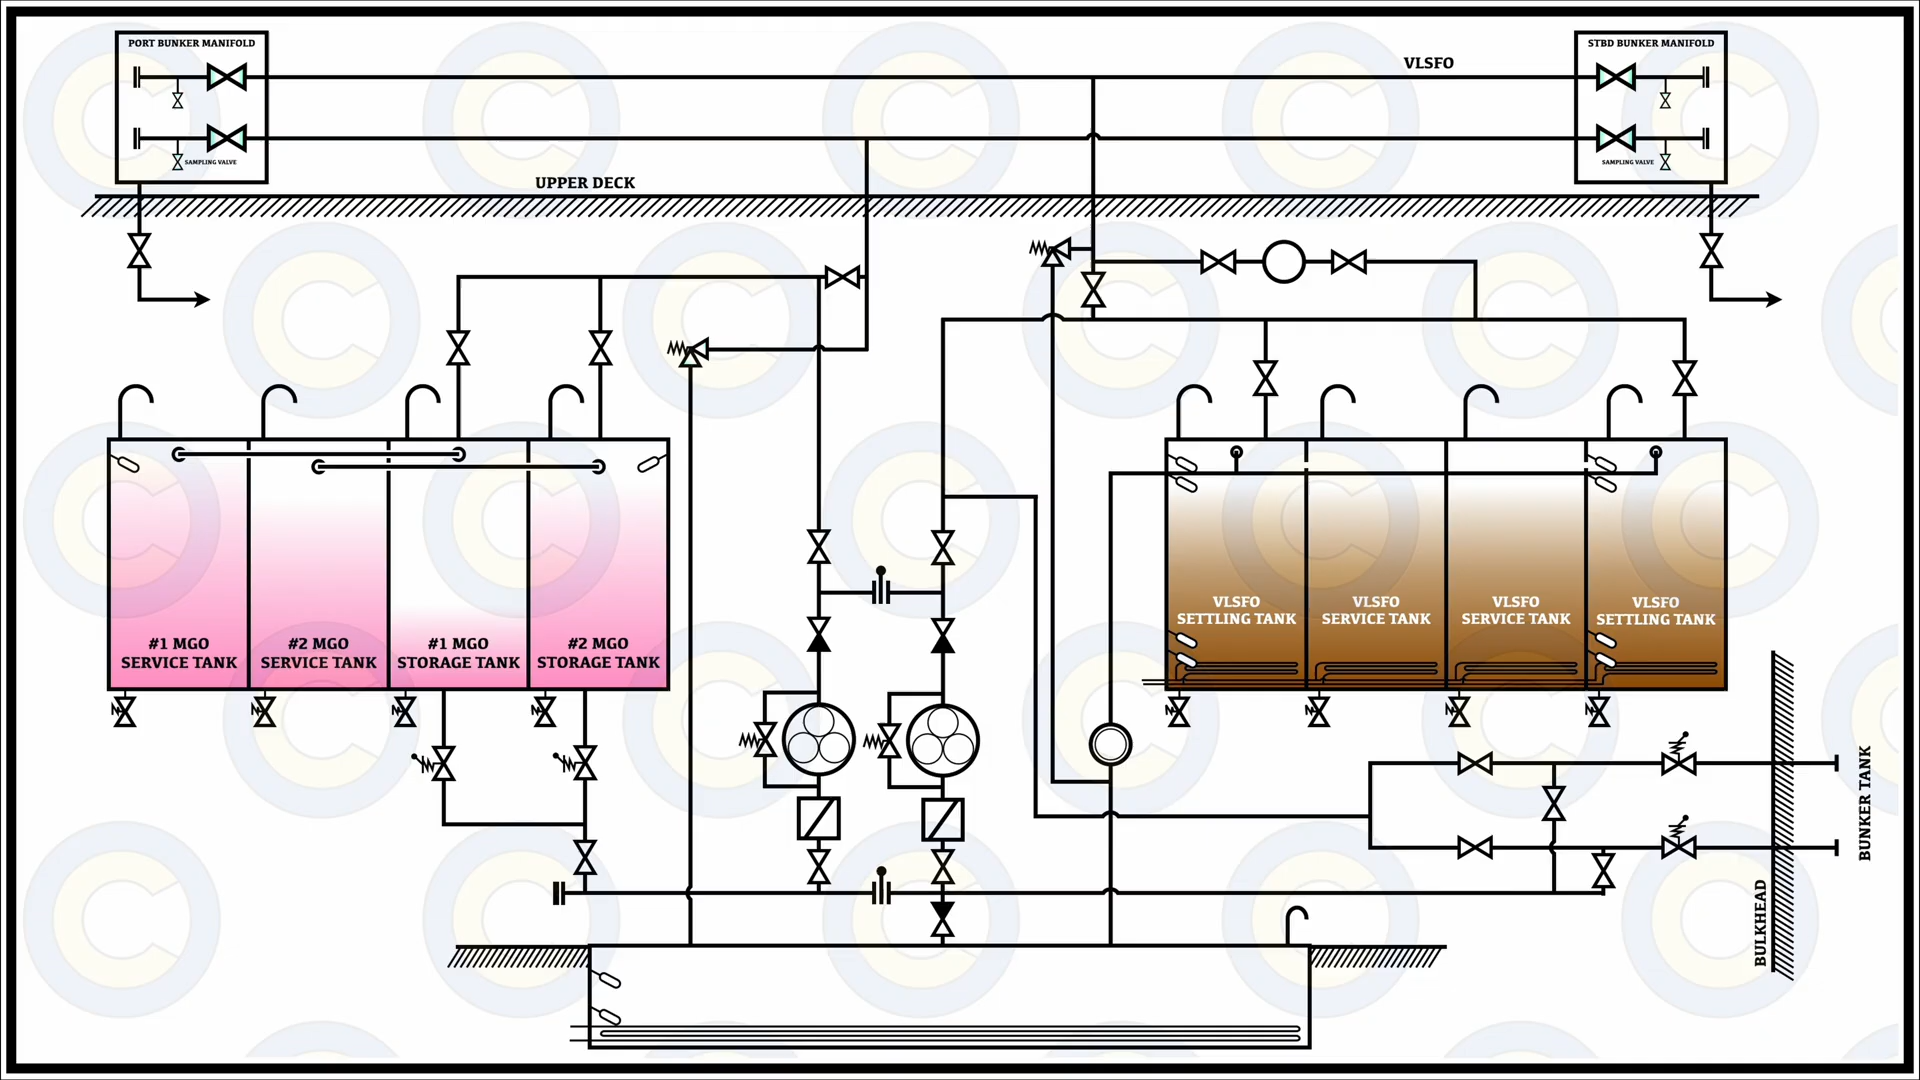 PORT BUNKER MANIFOLD
SAMPLING VALVE
VLSFO
STBD BUNKER MANIFOLD
SAMPLING VALVE
UPPER DECK
#1 MGO
SERVICE TANK
#2 MGO
SERVICE TANK
#1 MGO
STORAGE TANK
#2 MGO
STORAGE TANK
VLSFO
SETTLING TANK
VLSFO
SERVICE TANK
VLSFO
SERVICE TANK
VLSFO
SETTLING TANK
BUNKER TANK
BULKHEAD